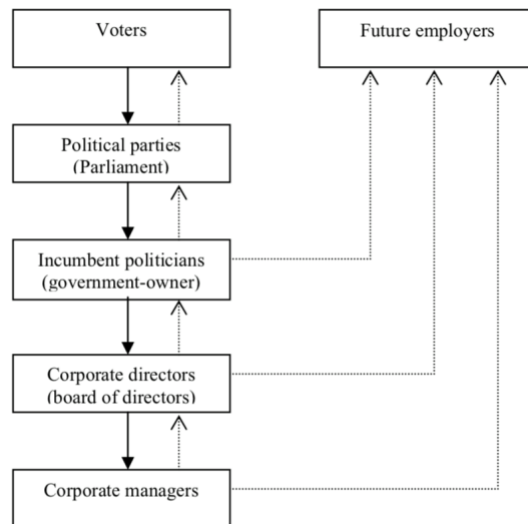 Voters
Future employers
Political parties
(Parliament)
Incumbent politicians
(government-owner)
Corporate directors
(board of directors)
Corporate managers